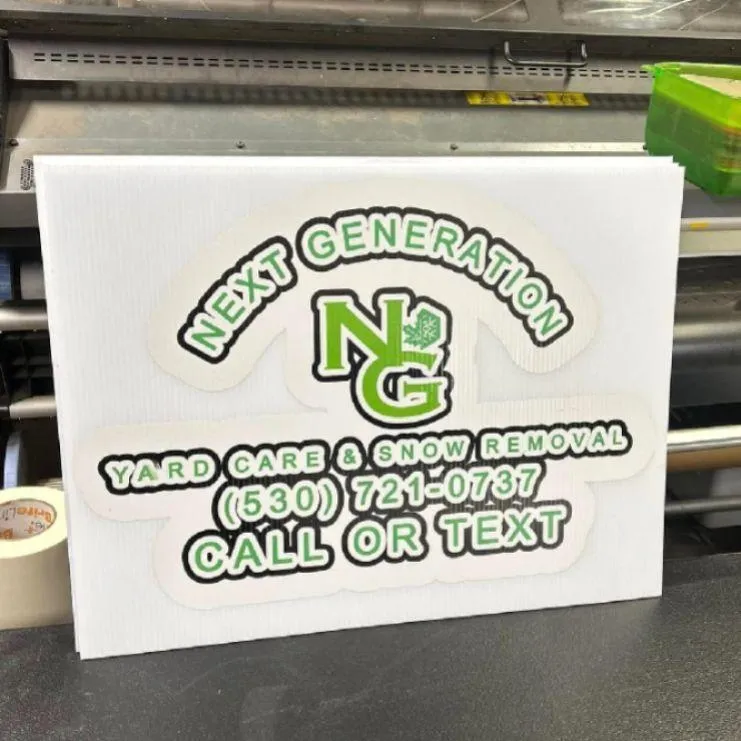 NEXT GENERATION
NG
YARD CARE & SNOW REMOVAL
(530) 721-0737
CALL OR TEXT